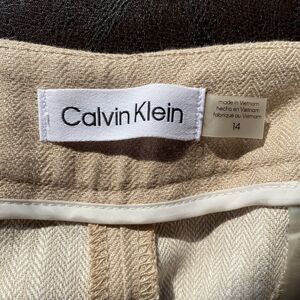 Calvin Klein
made in Vietnam
hecho en Vietnam
fabriqué au Vietnam
14